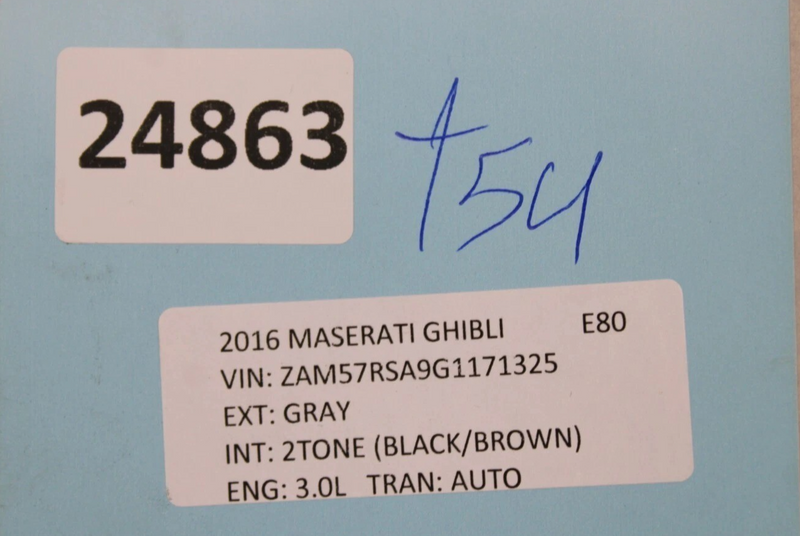 24863
t54
2016 MASERATI GHIBLI E80
VIN: ZAM57RSA9G1171325
EXT: GRAY
INT: 2TONE (BLACK/BROWN)
ENG: 3.0L TRAN: AUTO